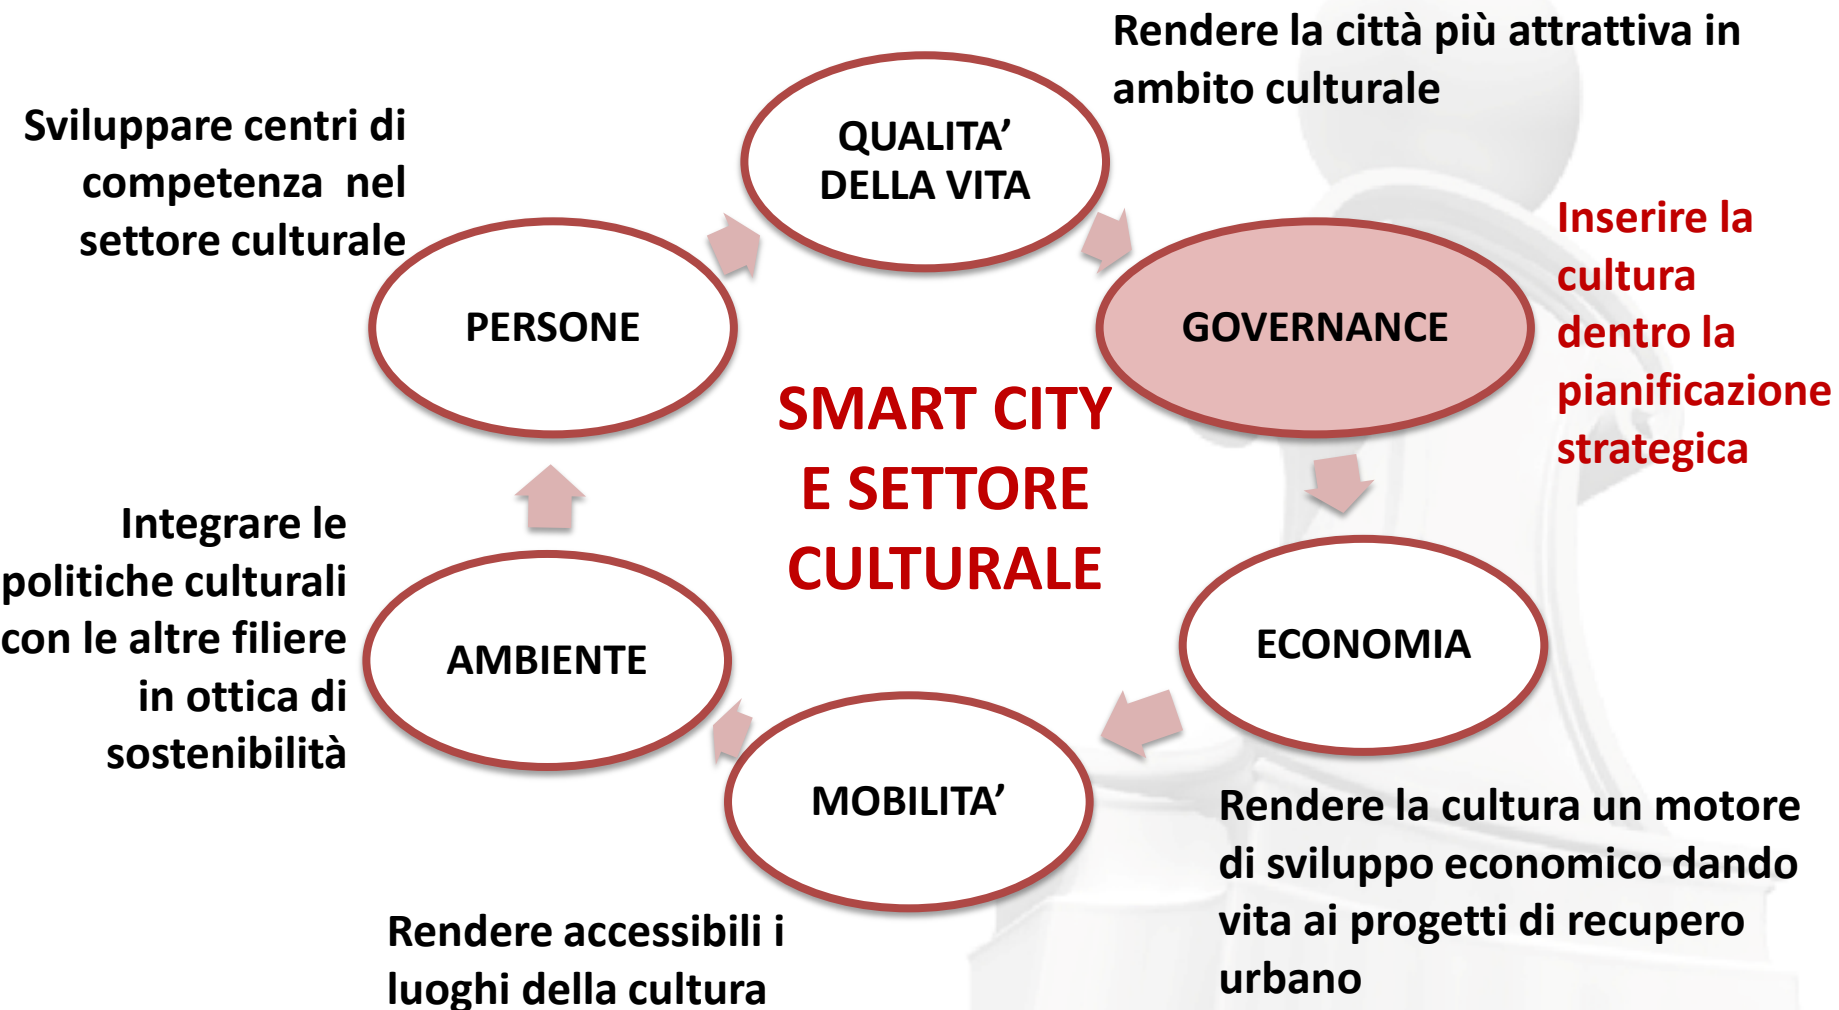 Rendere la città più attrattiva in
ambito culturale
QUALITA’
DELLA VITA
Sviluppare centri di
competenza nel
settore culturale
PERSONE
GOVERNANCE
Inserire la
cultura
dentro la
pianificazione
strategica
SMART CITY
E SETTORE
CULTURALE
Integrare le
politiche culturali
con le altre filiere
in ottica di
sostenibilità
AMBIENTE
ECONOMIA
MOBILITA’
Rendere la cultura un motore
di sviluppo economico dando
vita ai progetti di recupero
urbano
Rendere accessibili i
luoghi della cultura